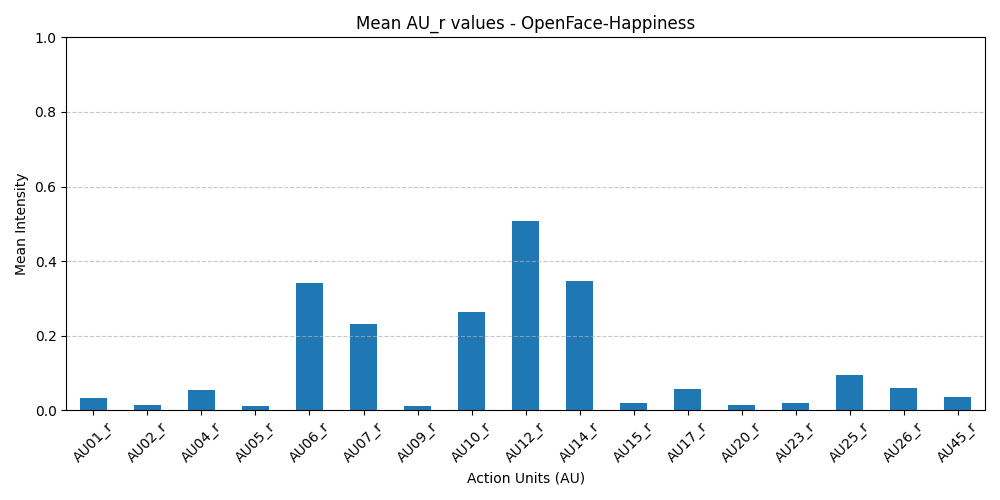 Mean AU_r values - OpenFace-Happiness
1.0
0.8
0.6
0.4
0.2
0.0
Mean Intensity
AU01_r
AU02_r
AU04_r
AU05_r
AU06_r
AU07_r
AU09_r
AU10_r
AU12_r
AU14_r
AU15_r
AU17_r
AU20_r
AU23_r
AU25_r
AU26_r
AU45_r
Action Units (AU)